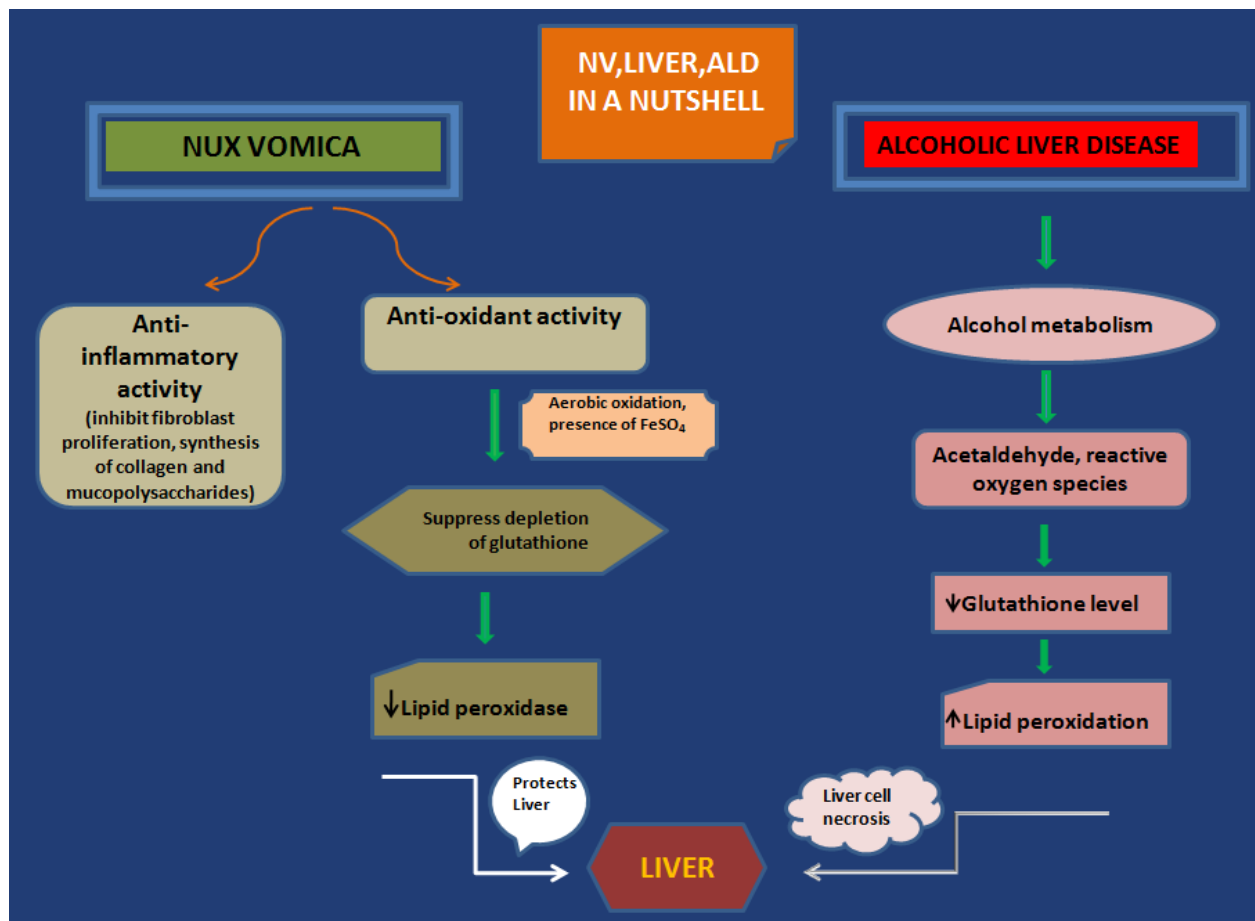 NV,LIVER,ALD
IN A NUTSHELL
NUX VOMICA
ALCOHOLIC LIVER DISEASE
Anti-
inflammatory
activity
(inhibit fibroblast
proliferation, synthesis
of collagen and
mucopolysaccharides)
Anti-oxidant activity
Aerobic oxidation,
presence of FeSO₄
Suppress depletion
of glutathione
↓Lipid peroxidase
Protects
Liver
Alcohol metabolism
Acetaldehyde, reactive
oxygen species
↓Glutathione level
↑Lipid peroxidation
Liver cell
necrosis
LIVER